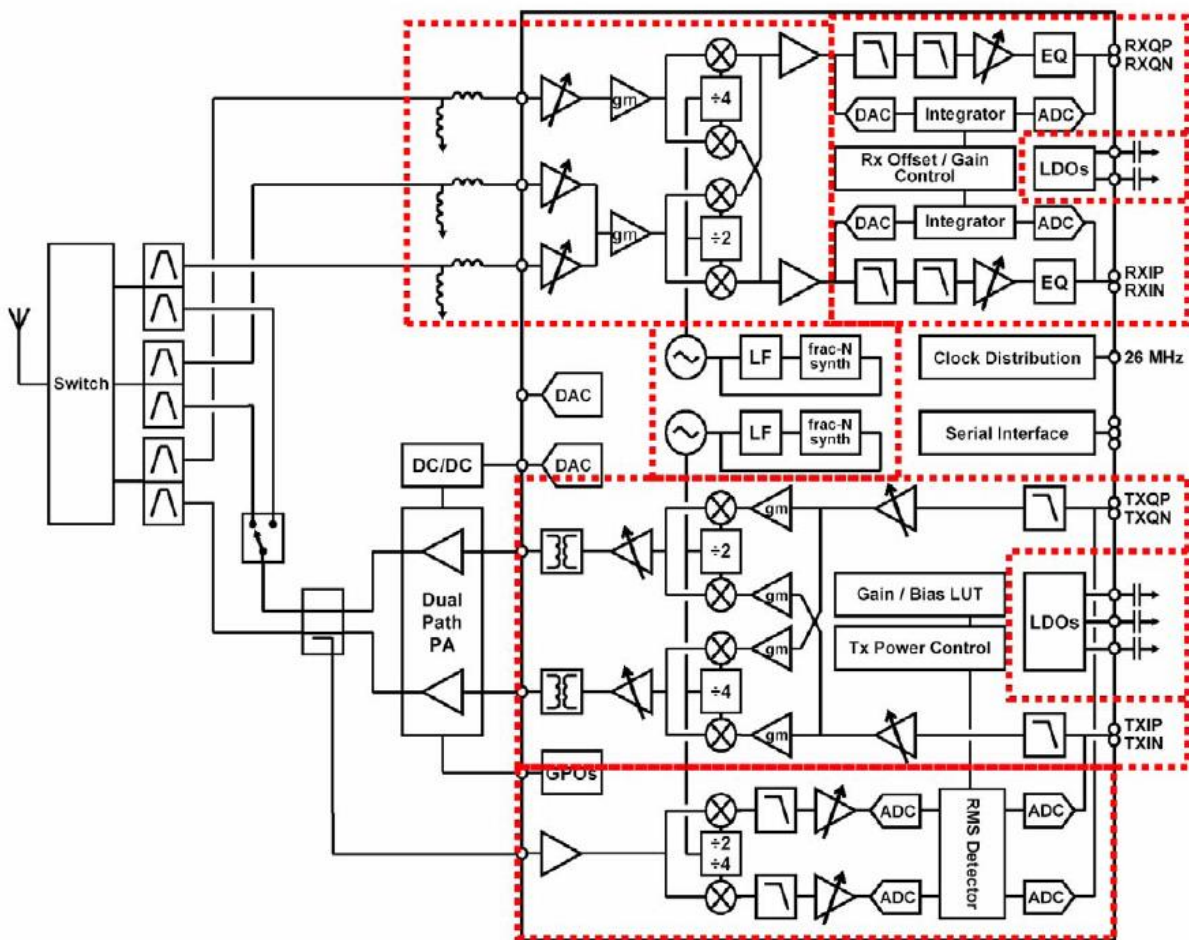 RXQP
RXQN
EQ
gm
÷4
DAC
Integrator
ADC
Rx Offset / Gain
Control
LDOs
DAC
Integrator
ADC
gm
÷2
EQ
RXIP
RXIN
LF
frac-N
synth
Clock Distribution
26 MHz
Switch
DAC
LF
frac-N
synth
Serial Interface
DC/DC
DAC
TXQP
TXQN
gm
÷2
Dual
Path
PA
gm
Gain / Bias LUT
LDOs
Tx Power Control
gm
÷4
gm
TXIP
TXIN
GPOs
÷2
÷4
ADC
RMS Detector
ADC
ADC
ADC